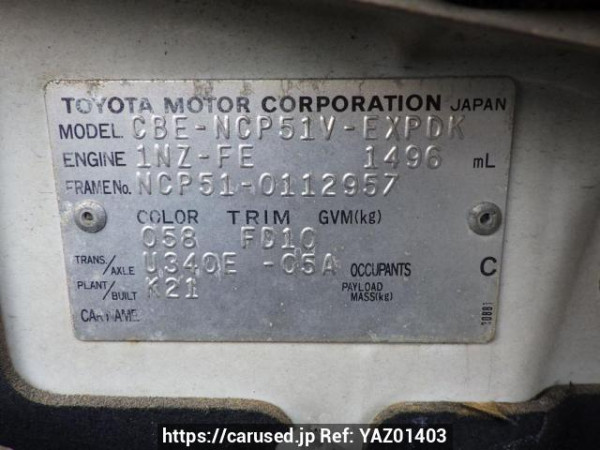 TOYOTA MOTOR CORPORATION JAPAN
MODEL CBE-NCP51V-EXPDK
ENGINE 1NZ-FE 1496 mL
FRAME No. NCP51-0112957
COLOR TRIM GVM(kg)
058 FD10
TRANS./AXLE U340E -05A OCCUPANTS C
PLANT/BUILT K21 PAYLOAD MASS(kg)
CAR NAME
10881
https://carused.jp Ref: YAZ01403